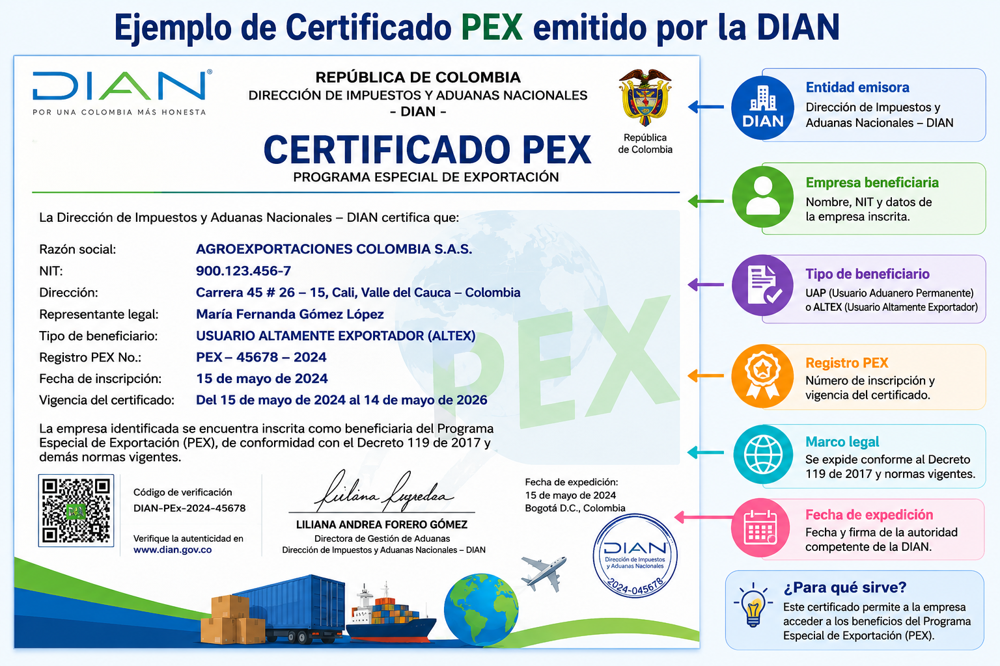 Ejemplo de Certificado PEX emitido por la DIAN
DIAN®
POR UNA COLOMBIA MÁS HONESTA
REPÚBLICA DE COLOMBIA
DIRECCIÓN DE IMPUESTOS Y ADUANAS NACIONALES
- DIAN -
CERTIFICADO PEX
PROGRAMA ESPECIAL DE EXPORTACIÓN
República
de Colombia
La Dirección de Impuestos y Aduanas Nacionales – DIAN certifica que:
Razón social: AGROEXPORTACIONES COLOMBIA S.A.S.
NIT: 900.123.456-7
Dirección: Carrera 45 # 26 – 15, Cali, Valle del Cauca – Colombia
Representante legal: María Fernanda Gómez López
Tipo de beneficiario: USUARIO ALTAMENTE EXPORTADOR (ALTEX)
Registro PEX No.: PEX – 45678 – 2024
Fecha de inscripción: 15 de mayo de 2024
Vigencia del certificado: Del 15 de mayo de 2024 al 14 de mayo de 2026
PEX
La empresa identificada se encuentra inscrita como beneficiaria del Programa
Especial de Exportación (PEX), de conformidad con el Decreto 119 de 2017 y
demás normas vigentes.
Código de verificación
DIAN-PEx-2024-45678
Verifique la autenticidad en
www.dian.gov.co
LILIANA ANDREA FORERO GÓMEZ
Directora de Gestión de Aduanas
Dirección de Impuestos y Aduanas Nacionales – DIAN
Fecha de expedición:
15 de mayo de 2024
Bogotá D.C., Colombia
DIAN
Dirección de Impuestos
y Aduanas Nacionales
2024-045678
DIAN
Entidad emisora
Dirección de Impuestos y
Aduanas Nacionales – DIAN
Empresa beneficiaria
Nombre, NIT y datos de
la empresa inscrita.
Tipo de beneficiario
UAP (Usuario Aduanero Permanente)
o ALTEX (Usuario Altamente Exportador)
Registro PEX
Número de inscripción y
vigencia del certificado.
Marco legal
Se expide conforme al Decreto
119 de 2017 y normas vigentes.
Fecha de expedición
Fecha y firma de la autoridad
competente de la DIAN.
¿Para qué sirve?
Este certificado permite a la empresa
acceder a los beneficios del Programa
Especial de Exportación (PEX).